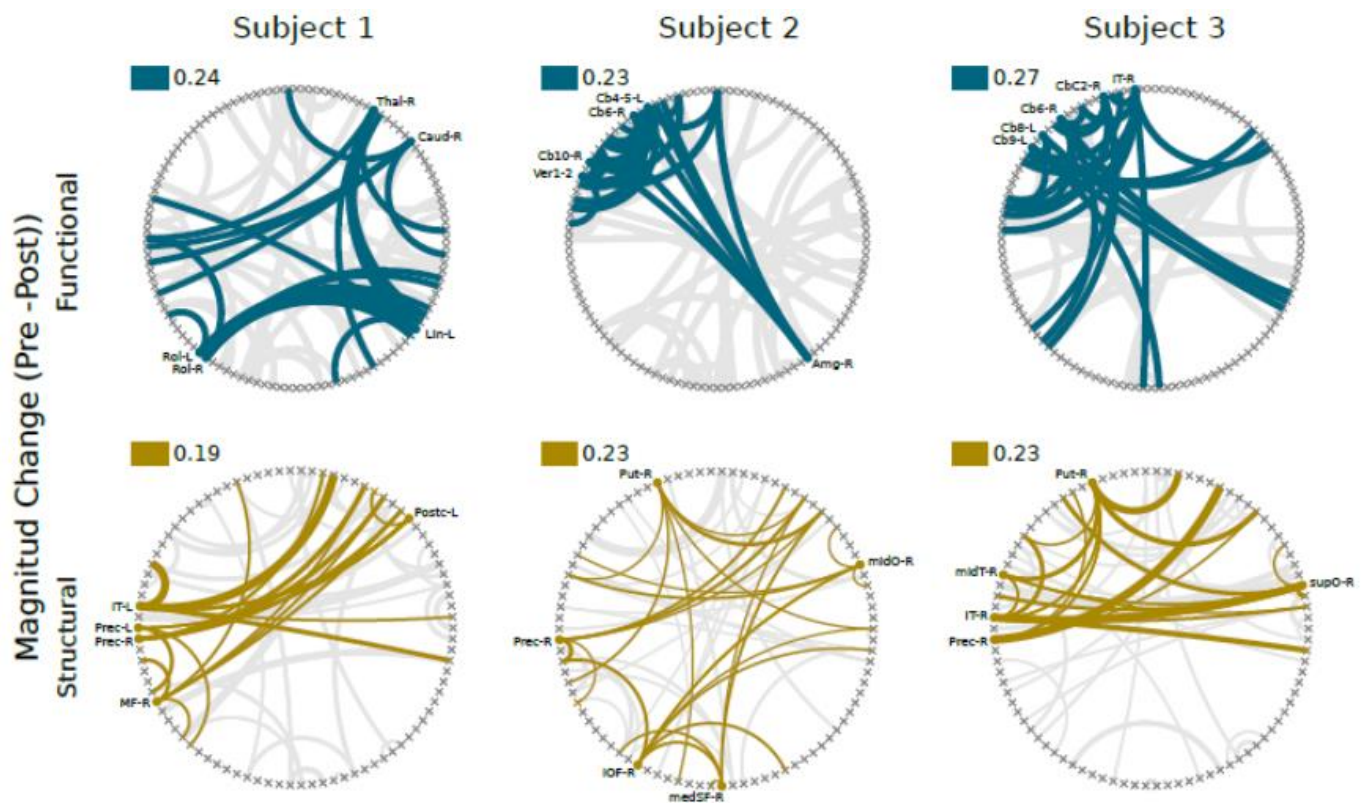 Subject 1
Subject 2
Subject 3
Magnitud Change (Pre -Post))
Functional
0.24
Thal-R
Caud-R
Lin-L
Rol-L
Rol-R
0.23
Cb4-5-L
Cb6-R
Cb10-R
Ver1-2
Amg-R
0.27
IT-R
CbC2-R
Cb6-R
Cb8-L
Cb9-L
Structural
0.19
Postc-L
IT-L
Prec-L
Prec-R
MF-R
0.23
Put-R
midO-R
Prec-R
IOF-R
medSF-R
0.23
Put-R
midT-R
supO-R
IT-R
Prec-R